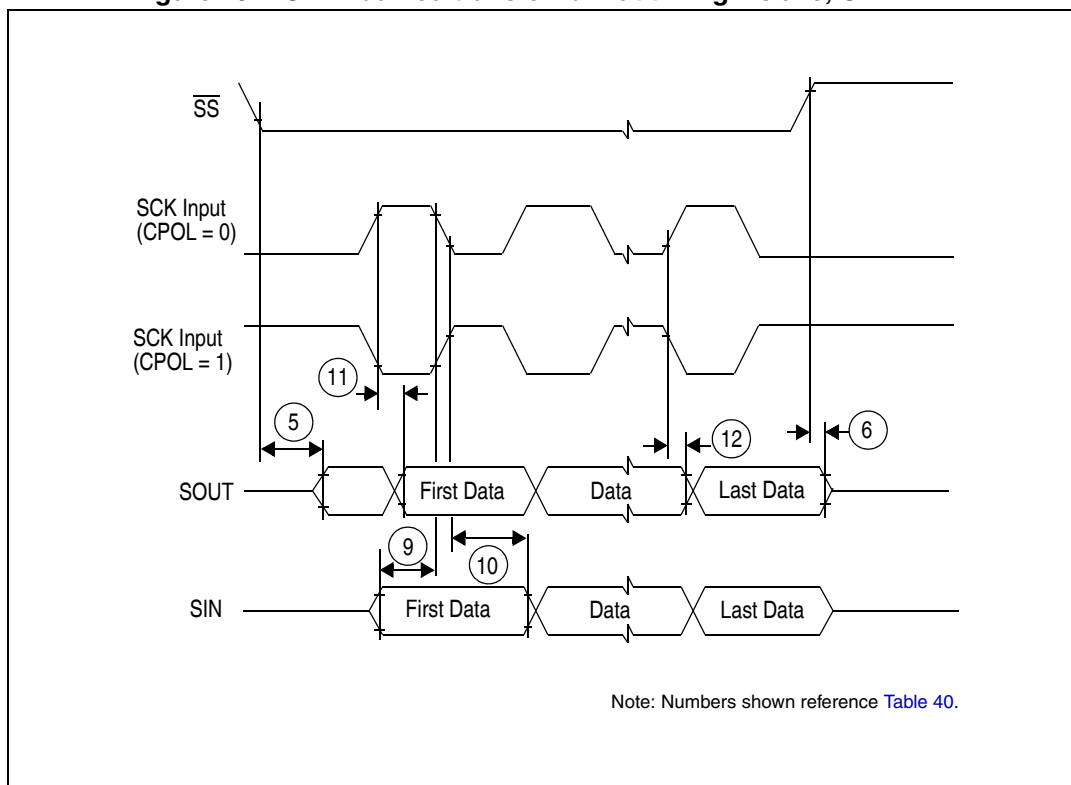 SS
SCK Input
(CPOL = 0)
SCK Input
(CPOL = 1)
11
5
12
6
SOUT
First Data
Data
Last Data
9
10
SIN
First Data
Data
Last Data
Note: Numbers shown reference Table 40.